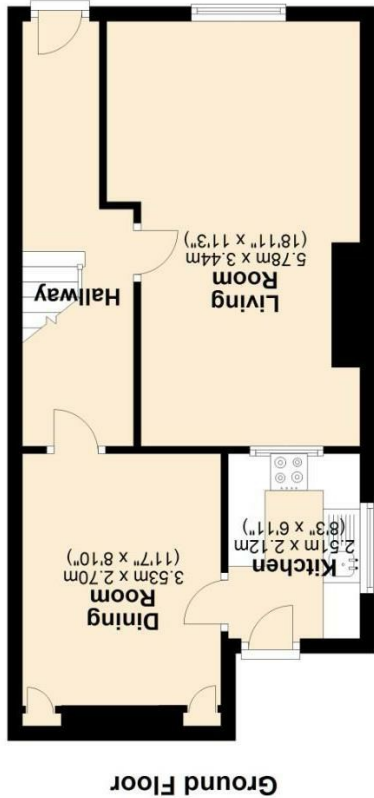 Ground Floor
Kitchen
2.51m x 2.12m
(8'3" x 6'11")
Dining
Room
3.53m x 2.70m
(11'7" x 8'10")
Living
Room
5.78m x 3.44m
(18'11" x 11'3")
Hallway